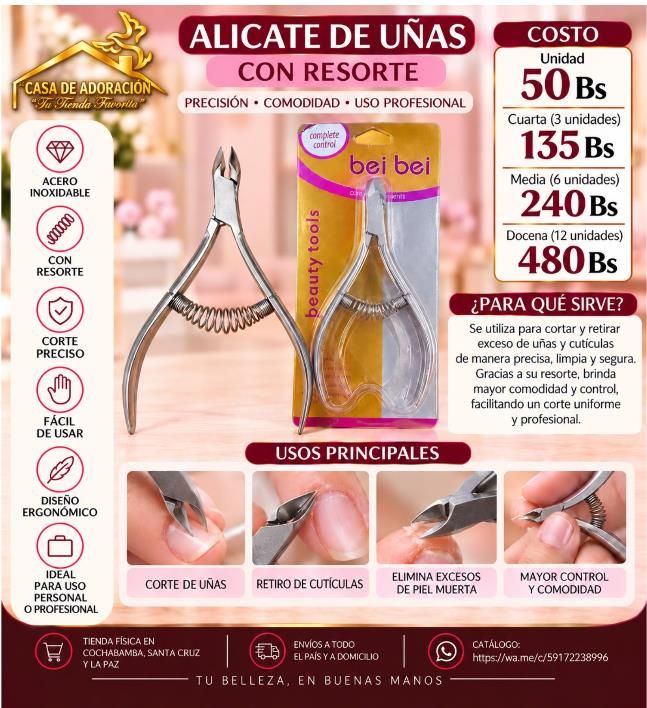 CASA DE ADORACIÓN
"Tu Tienda Favorita"
ALICATE DE UÑAS
CON RESORTE
PRECISIÓN • COMODIDAD • USO PROFESIONAL
COSTO
Unidad
50 Bs
Cuarta (3 unidades)
135 Bs
Media (6 unidades)
240 Bs
Docena (12 unidades)
480 Bs
ACERO
INOXIDABLE
CON
RESORTE
CORTE
PRECISO
FÁCIL
DE USAR
DISEÑO
ERGONÓMICO
IDEAL
PARA USO
PERSONAL
O PROFESIONAL
complete
control
bei bei
beauty tools
¿PARA QUÉ SIRVE?
Se utiliza para cortar y retirar
exceso de uñas y cutículas
de manera precisa, limpia y segura.
Gracias a su resorte, brinda
mayor comodidad y control,
facilitando un corte uniforme
y profesional.
USOS PRINCIPALES
CORTE DE UÑAS
RETIRO DE CUTÍCULAS
ELIMINA EXCESOS
DE PIEL MUERTA
MAYOR CONTROL
Y COMODIDAD
TIENDA FÍSICA EN
COCHABAMBA, SANTA CRUZ
Y LA PAZ
ENVÍOS A TODO
EL PAÍS Y A DOMICILIO
CATÁLOGO:
https://wa.me/c/59172238996
TU BELLEZA, EN BUENAS MANOS